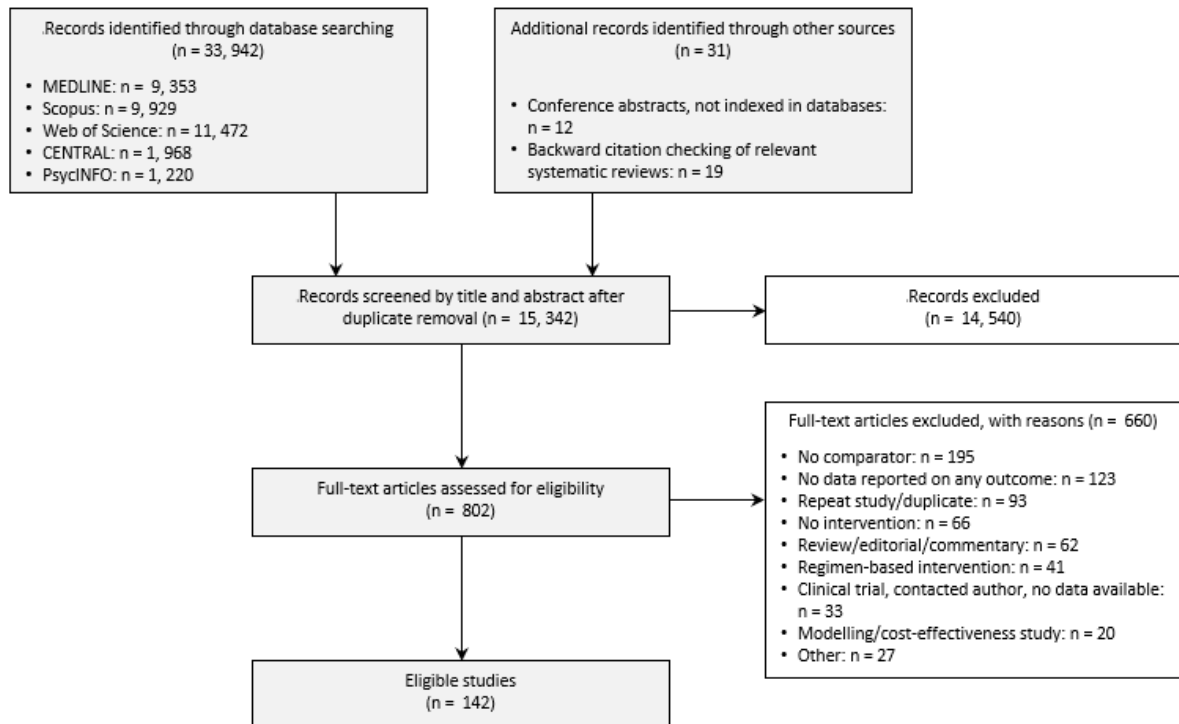 .Records identified through database searching
(n = 33, 942)
• MEDLINE: n = 9, 353
• Scopus: n = 9, 929
• Web of Science: n = 11, 472
• CENTRAL: n = 1, 968
• PsycINFO: n = 1, 220
Additional records identified through other sources
(n = 31)
• Conference abstracts, not indexed in databases:
n = 12
• Backward citation checking of relevant
systematic reviews: n = 19
.Records screened by title and abstract after
duplicate removal (n = 15, 342)
.Records excluded
(n = 14, 540)
Full-text articles assessed for eligibility
(n = 802)
Full-text articles excluded, with reasons (n = 660)
• No comparator: n = 195
• No data reported on any outcome: n = 123
• Repeat study/duplicate: n = 93
• No intervention: n = 66
• Review/editorial/commentary: n = 62
• Regimen-based intervention: n = 41
• Clinical trial, contacted author, no data available:
n = 33
• Modelling/cost-effectiveness study: n = 20
• Other: n = 27
Eligible studies
(n = 142)